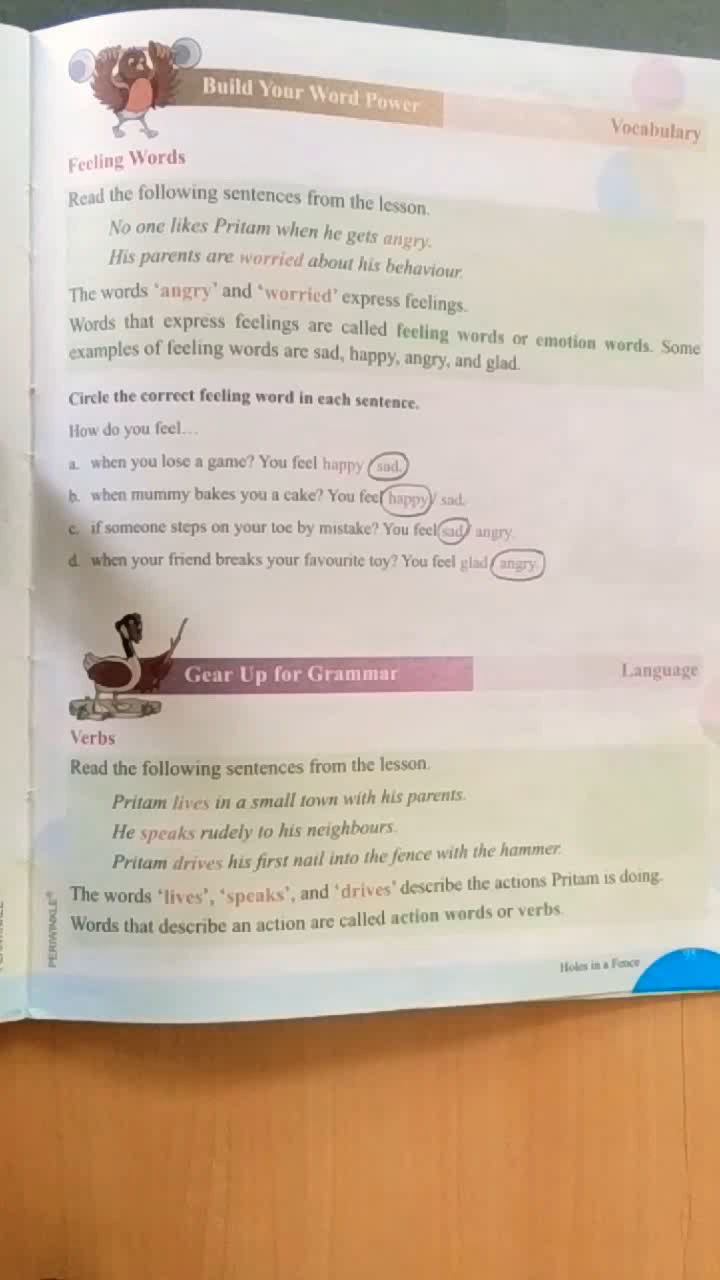 Build Your Word Power
Vocabulary
Feeling Words
Read the following sentences from the lesson.
No one likes Pritam when he gets angry.
His parents are worried about his behaviour.
The words ‘angry’ and ‘worried’ express feelings.
Words that express feelings are called feeling words or emotion words. Some
examples of feeling words are sad, happy, angry, and glad.
Circle the correct feeling word in each sentence.
How do you feel…
a. when you lose a game? You feel happy/ sad.
b. when mummy bakes you a cake? You feel happy/ sad.
c. if someone steps on your toe by mistake? You feel sad/ angry.
d. when your friend breaks your favourite toy? You feel glad/ angry.
Gear Up for Grammar
Language
Verbs
Read the following sentences from the lesson.
Pritam lives in a small town with his parents.
He speaks rudely to his neighbours.
Pritam drives his first nail into the fence with the hammer.
The words ‘lives’, ‘speaks’, and ‘drives’ describe the actions Pritam is doing.
Words that describe an action are called action words or verbs.
PERIWINKLE
Holes in a Fence